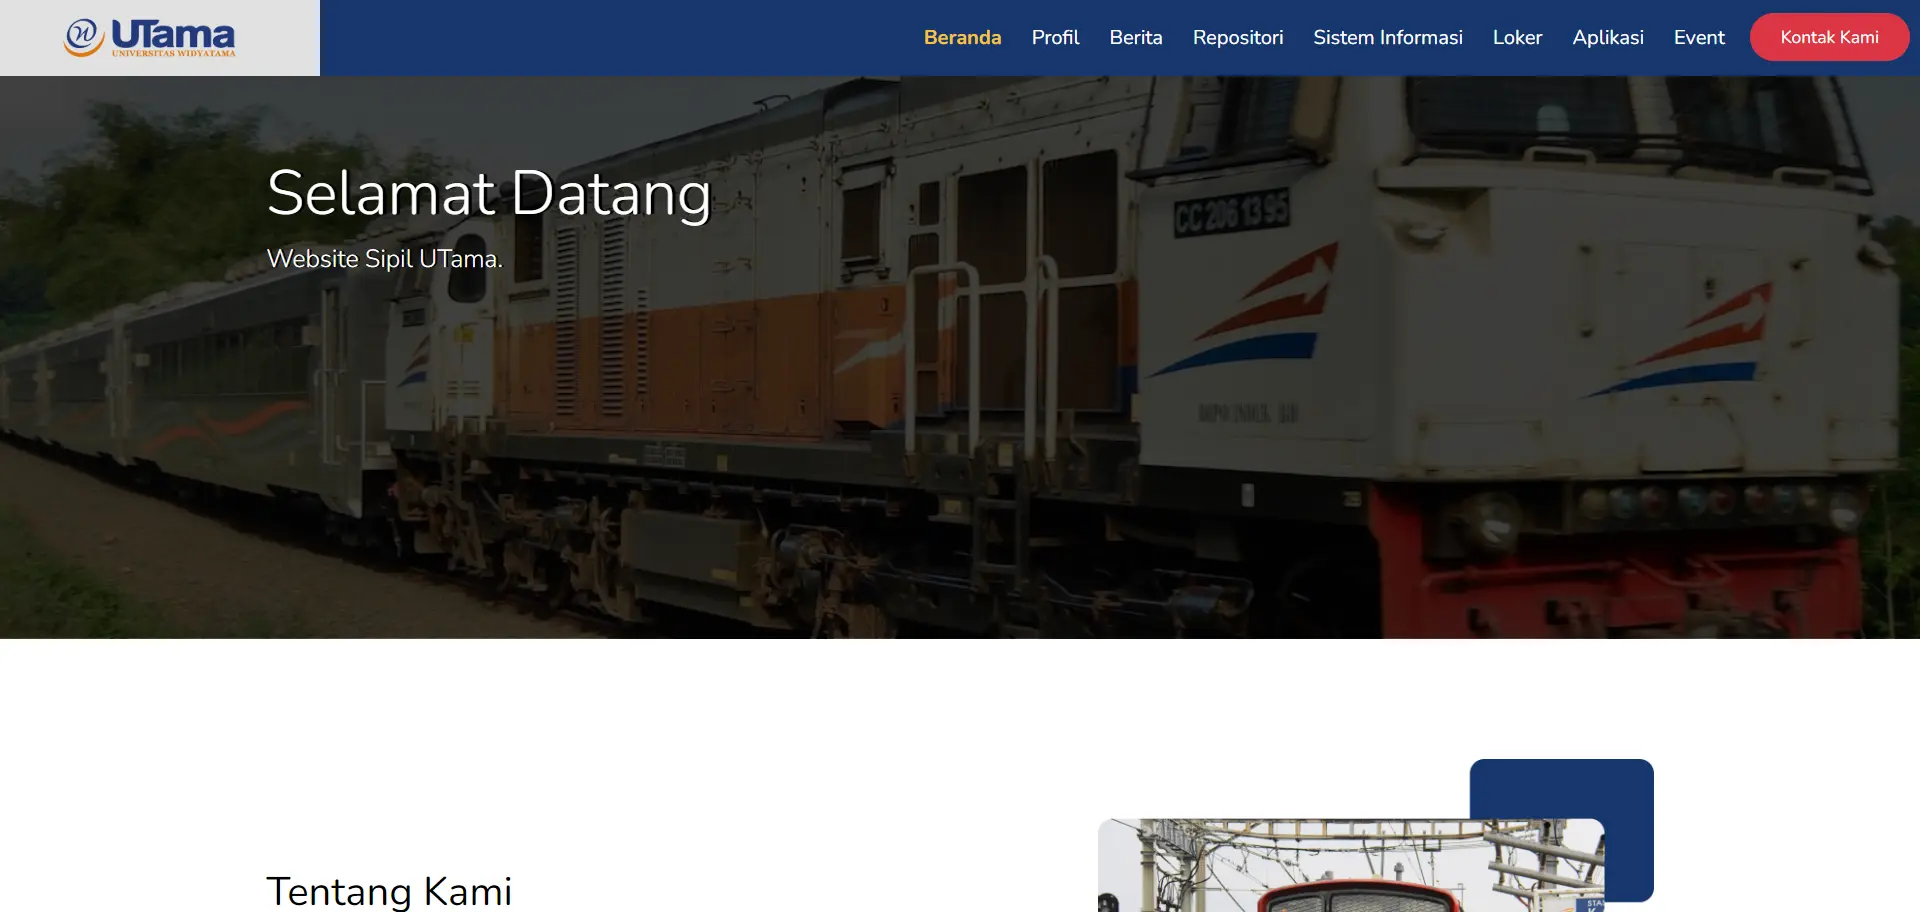 UTama
UNIVERSITAS WIDYATAMA
Beranda
Profil
Berita
Repositori
Sistem Informasi
Loker
Aplikasi
Event
Kontak Kami
Selamat Datang
Website Sipil UTama.
CC 206 13 95
Tentang Kami